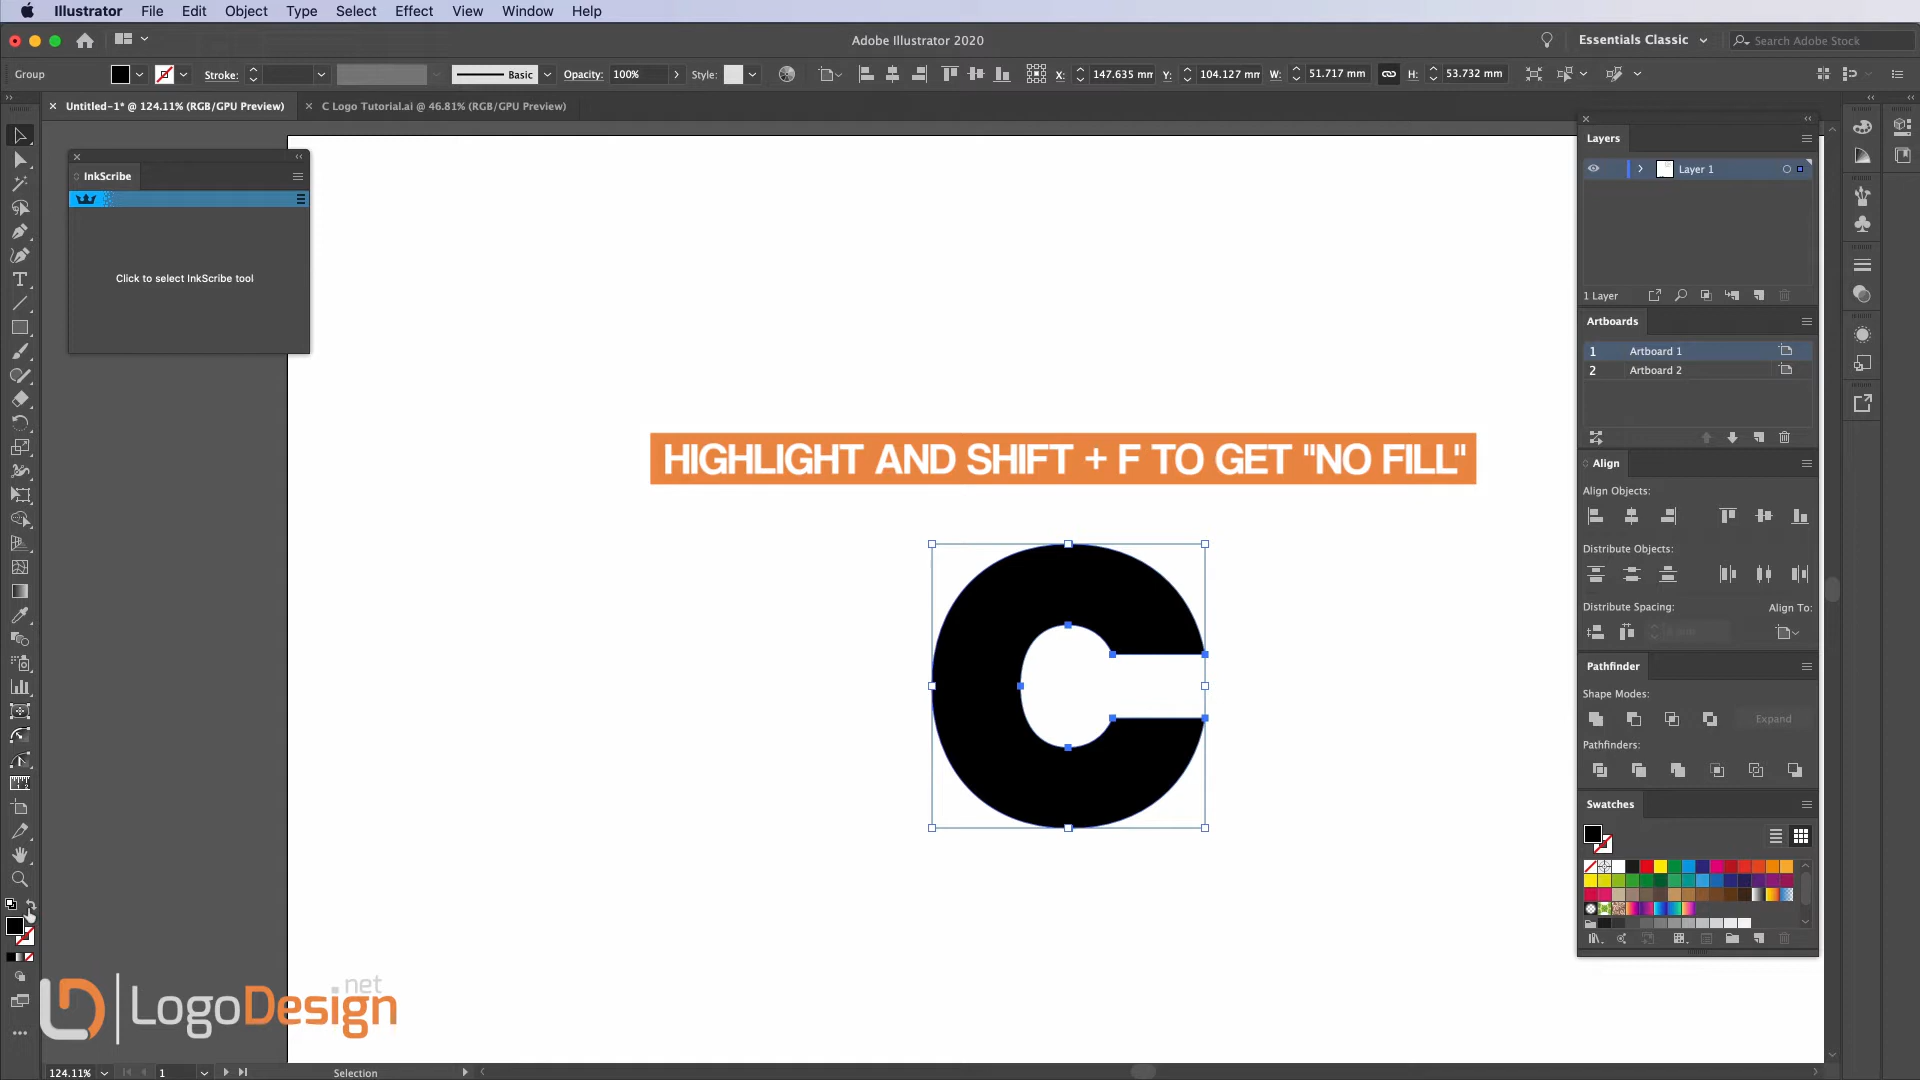 Illustrator File Edit Object Type Select Effect View Window Help
Adobe Illustrator 2020
Essentials Classic
Search Adobe Stock
Group
Stroke:
Basic
Opacity: 100%
Style:
X: 147.635 mm
Y: 104.127 mm
W: 51.717 mm
H: 53.732 mm
Untitled-1* @ 124.11% (RGB/GPU Preview)
C Logo Tutorial.ai @ 46.81% (RGB/GPU Preview)
InkScribe
Click to select InkScribe tool
HIGHLIGHT AND SHIFT + F TO GET "NO FILL"
C
Layers
Layer 1
1 Layer
Artboards
1 Artboard 1
2 Artboard 2
Align
Align Objects:
Distribute Objects:
Distribute Spacing:
Align To:
Pathfinder
Shape Modes:
Expand
Pathfinders:
Swatches
LogoDesign.net
124.11%
1
Selection